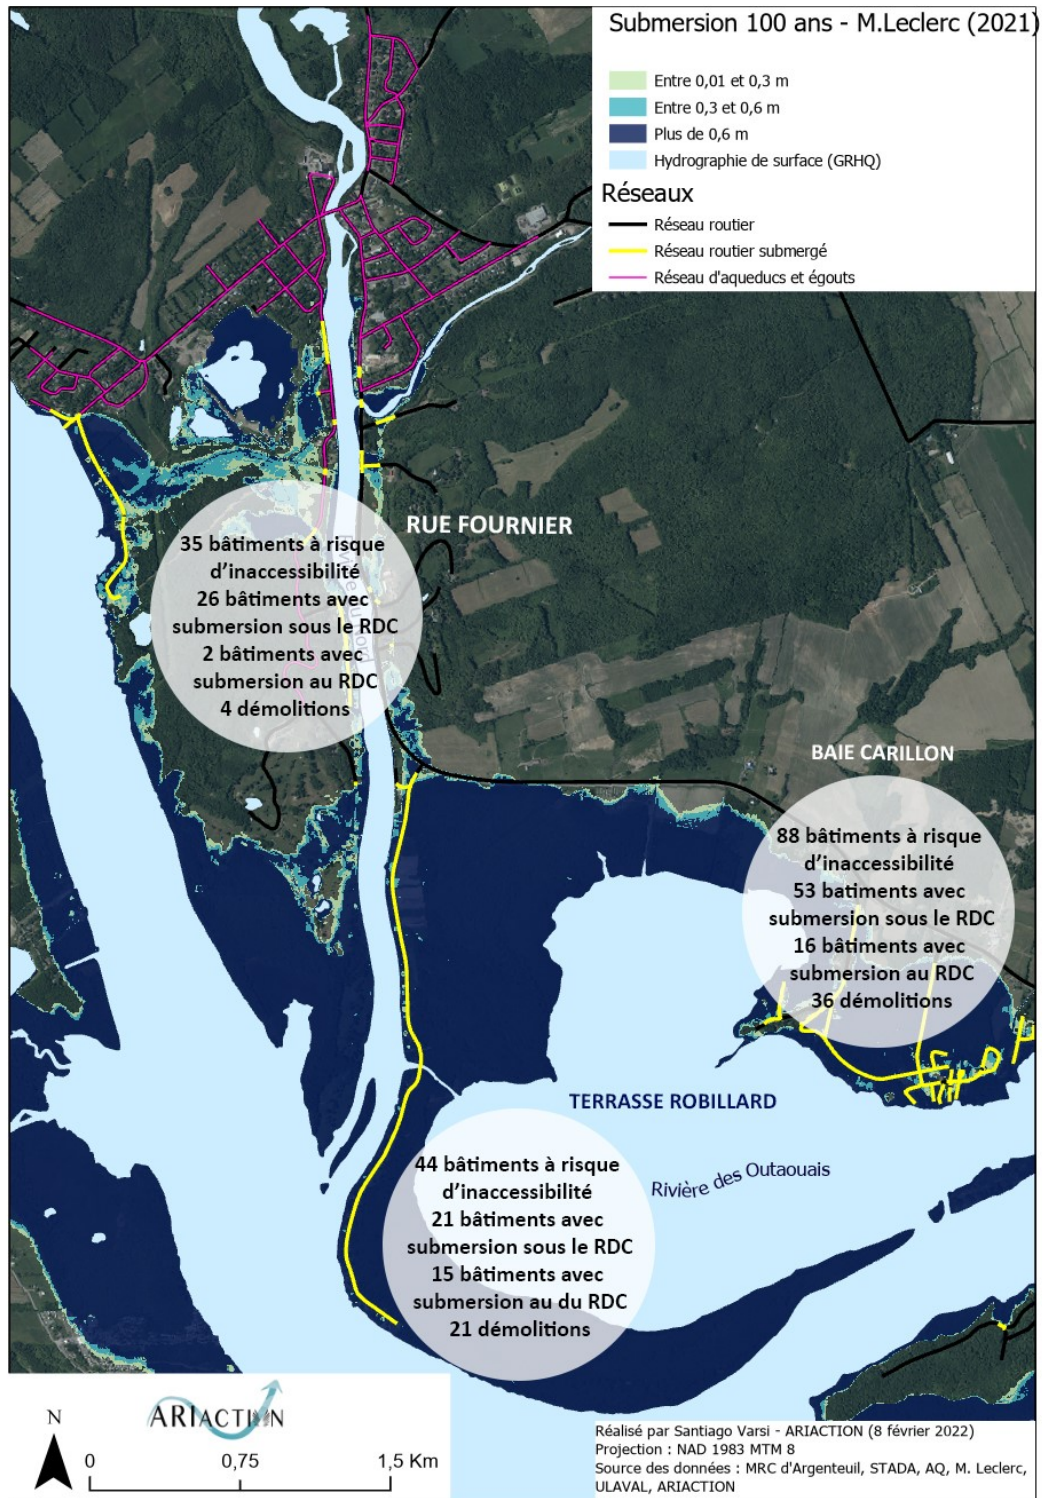 Submersion 100 ans - M.Leclerc (2021)
Entre 0,01 et 0,3 m
Entre 0,3 et 0,6 m
Plus de 0,6 m
Hydrographie de surface (GRHQ)
Réseaux
Réseau routier
Réseau routier submergé
Réseau d'aqueducs et égouts
RUE FOURNIER
35 bâtiments à risque
d’inaccessibilité
26 bâtiments avec
submersion sous le RDC
2 bâtiments avec
submersion au RDC
4 démolitions
BAIE CARILLON
88 bâtiments à risque
d’inaccessibilité
53 batiments avec
submersion sous le RDC
16 bâtiments avec
submersion au RDC
36 démolitions
TERRASSE ROBILLARD
44 bâtiments à risque
d’inaccessibilité
21 bâtiments avec
submersion sous le RDC
15 bâtiments avec
submersion au du RDC
21 démolitions
Rivière des Outaouais
ARIACTION
N
0 0,75 1,5 Km
Réalisé par Santiago Varsi - ARIACTION (8 février 2022)
Projection : NAD 1983 MTM 8
Source des données : MRC d'Argenteuil, STADA, AQ, M. Leclerc,
ULAVAL, ARIACTION